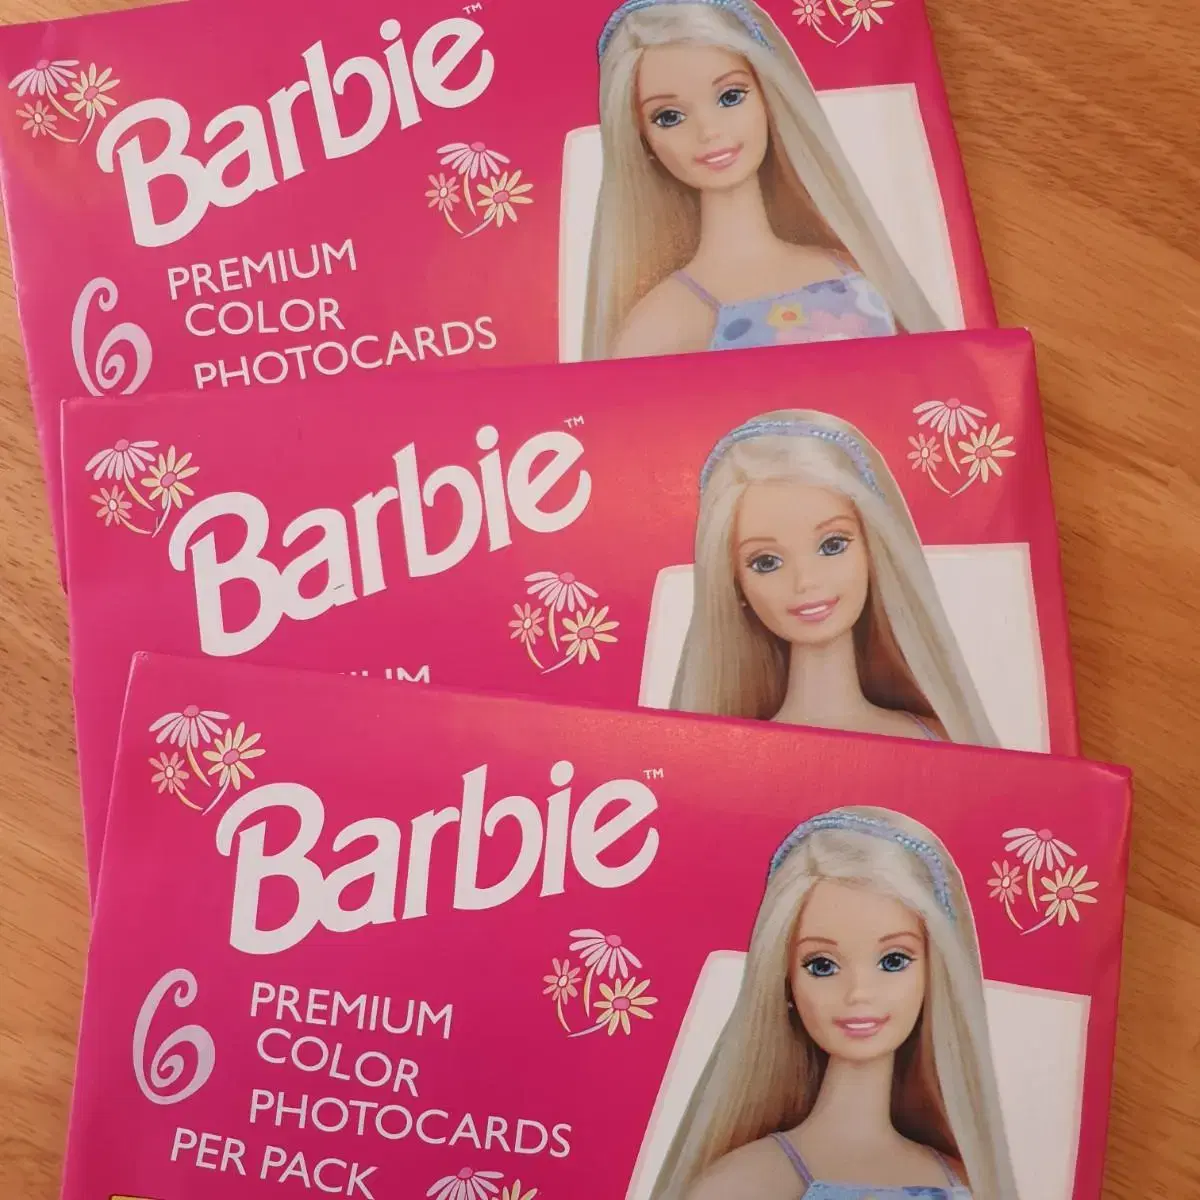 Barbie™
6 PREMIUM
COLOR
PHOTOCARDS
Barbie™
Barbie™
6 PREMIUM
COLOR
PHOTOCARDS
PER PACK